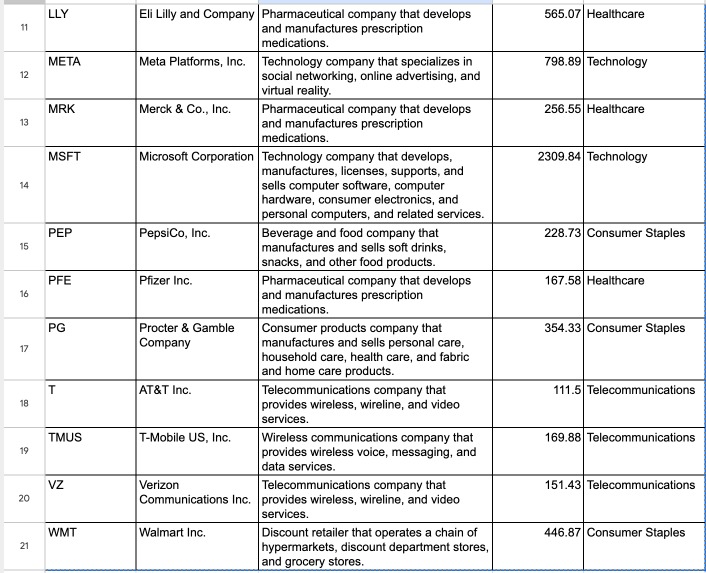 11 LLY Eli Lilly and Company Pharmaceutical company that develops 565.07 Healthcare
and manufactures prescription
medications.
12 META Meta Platforms, Inc. Technology company that specializes in 798.89 Technology
social networking, online advertising, and
virtual reality.
13 MRK Merck & Co., Inc. Pharmaceutical company that develops 256.55 Healthcare
and manufactures prescription
medications.
14 MSFT Microsoft Corporation Technology company that develops, 2309.84 Technology
manufactures, licenses, supports, and
sells computer software, computer
hardware, consumer electronics, and
personal computers, and related services.
15 PEP PepsiCo, Inc. Beverage and food company that 228.73 Consumer Staples
manufactures and sells soft drinks,
snacks, and other food products.
16 PFE Pfizer Inc. Pharmaceutical company that develops 167.58 Healthcare
and manufactures prescription
medications.
17 PG Procter & Gamble Consumer products company that 354.33 Consumer Staples
Company manufactures and sells personal care,
household care, health care, and fabric
and home care products.
18 T AT&T Inc. Telecommunications company that 111.5 Telecommunications
provides wireless, wireline, and video
services.
19 TMUS T-Mobile US, Inc. Wireless communications company that 169.88 Telecommunications
provides wireless voice, messaging, and
data services.
20 VZ Verizon Telecommunications company that 151.43 Telecommunications
Communications Inc. provides wireless, wireline, and video
services.
21 WMT Walmart Inc. Discount retailer that operates a chain of 446.87 Consumer Staples
hypermarkets, discount department stores,
and grocery stores.